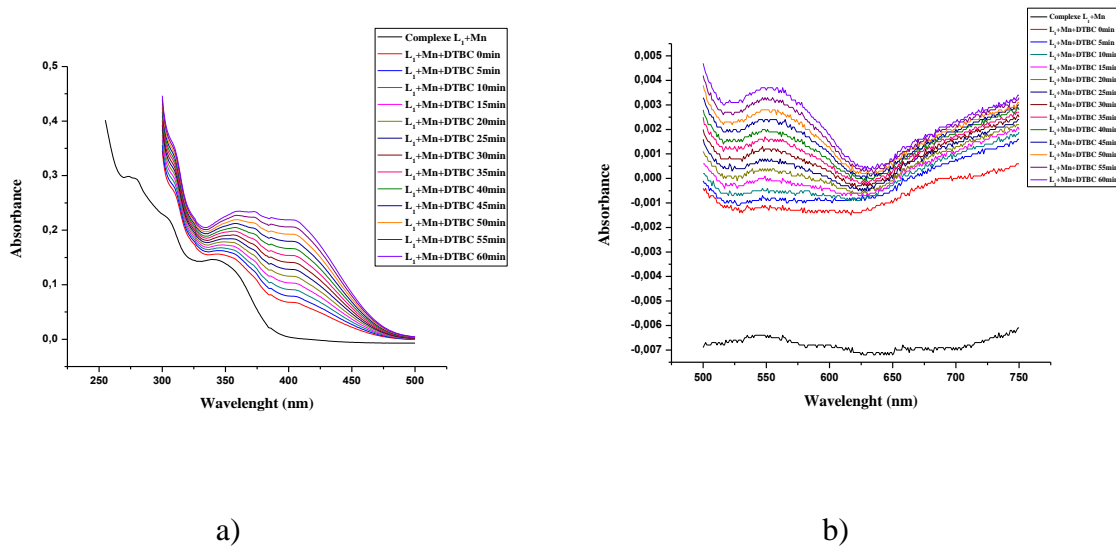 Complexe L1+Mn
L1+Mn+DTBC 0min
L1+Mn+DTBC 5min
L1+Mn+DTBC 10min
L1+Mn+DTBC 15min
L1+Mn+DTBC 20min
L1+Mn+DTBC 25min
L1+Mn+DTBC 30min
L1+Mn+DTBC 35min
L1+Mn+DTBC 40min
L1+Mn+DTBC 45min
L1+Mn+DTBC 50min
L1+Mn+DTBC 55min
L1+Mn+DTBC 60min
0,5
0,4
0,3
0,2
0,1
0,0
Absorbance
250 300 350 400 450 500
Wavelenght (nm)
a)
Complexe L1+Mn
L1+Mn+DTBC 0min
L1+Mn+DTBC 5min
L1+Mn+DTBC 10min
L1+Mn+DTBC 15min
L1+Mn+DTBC 20min
L1+Mn+DTBC 25min
L1+Mn+DTBC 30min
L1+Mn+DTBC 35min
L1+Mn+DTBC 40min
L1+Mn+DTBC 45min
L1+Mn+DTBC 50min
L1+Mn+DTBC 55min
L1+Mn+DTBC 60min
0,005
0,004
0,003
0,002
0,001
0,000
-0,001
-0,002
-0,003
-0,004
-0,005
-0,006
-0,007
Absorbance
500 550 600 650 700 750
Wavelenght (nm)
b)